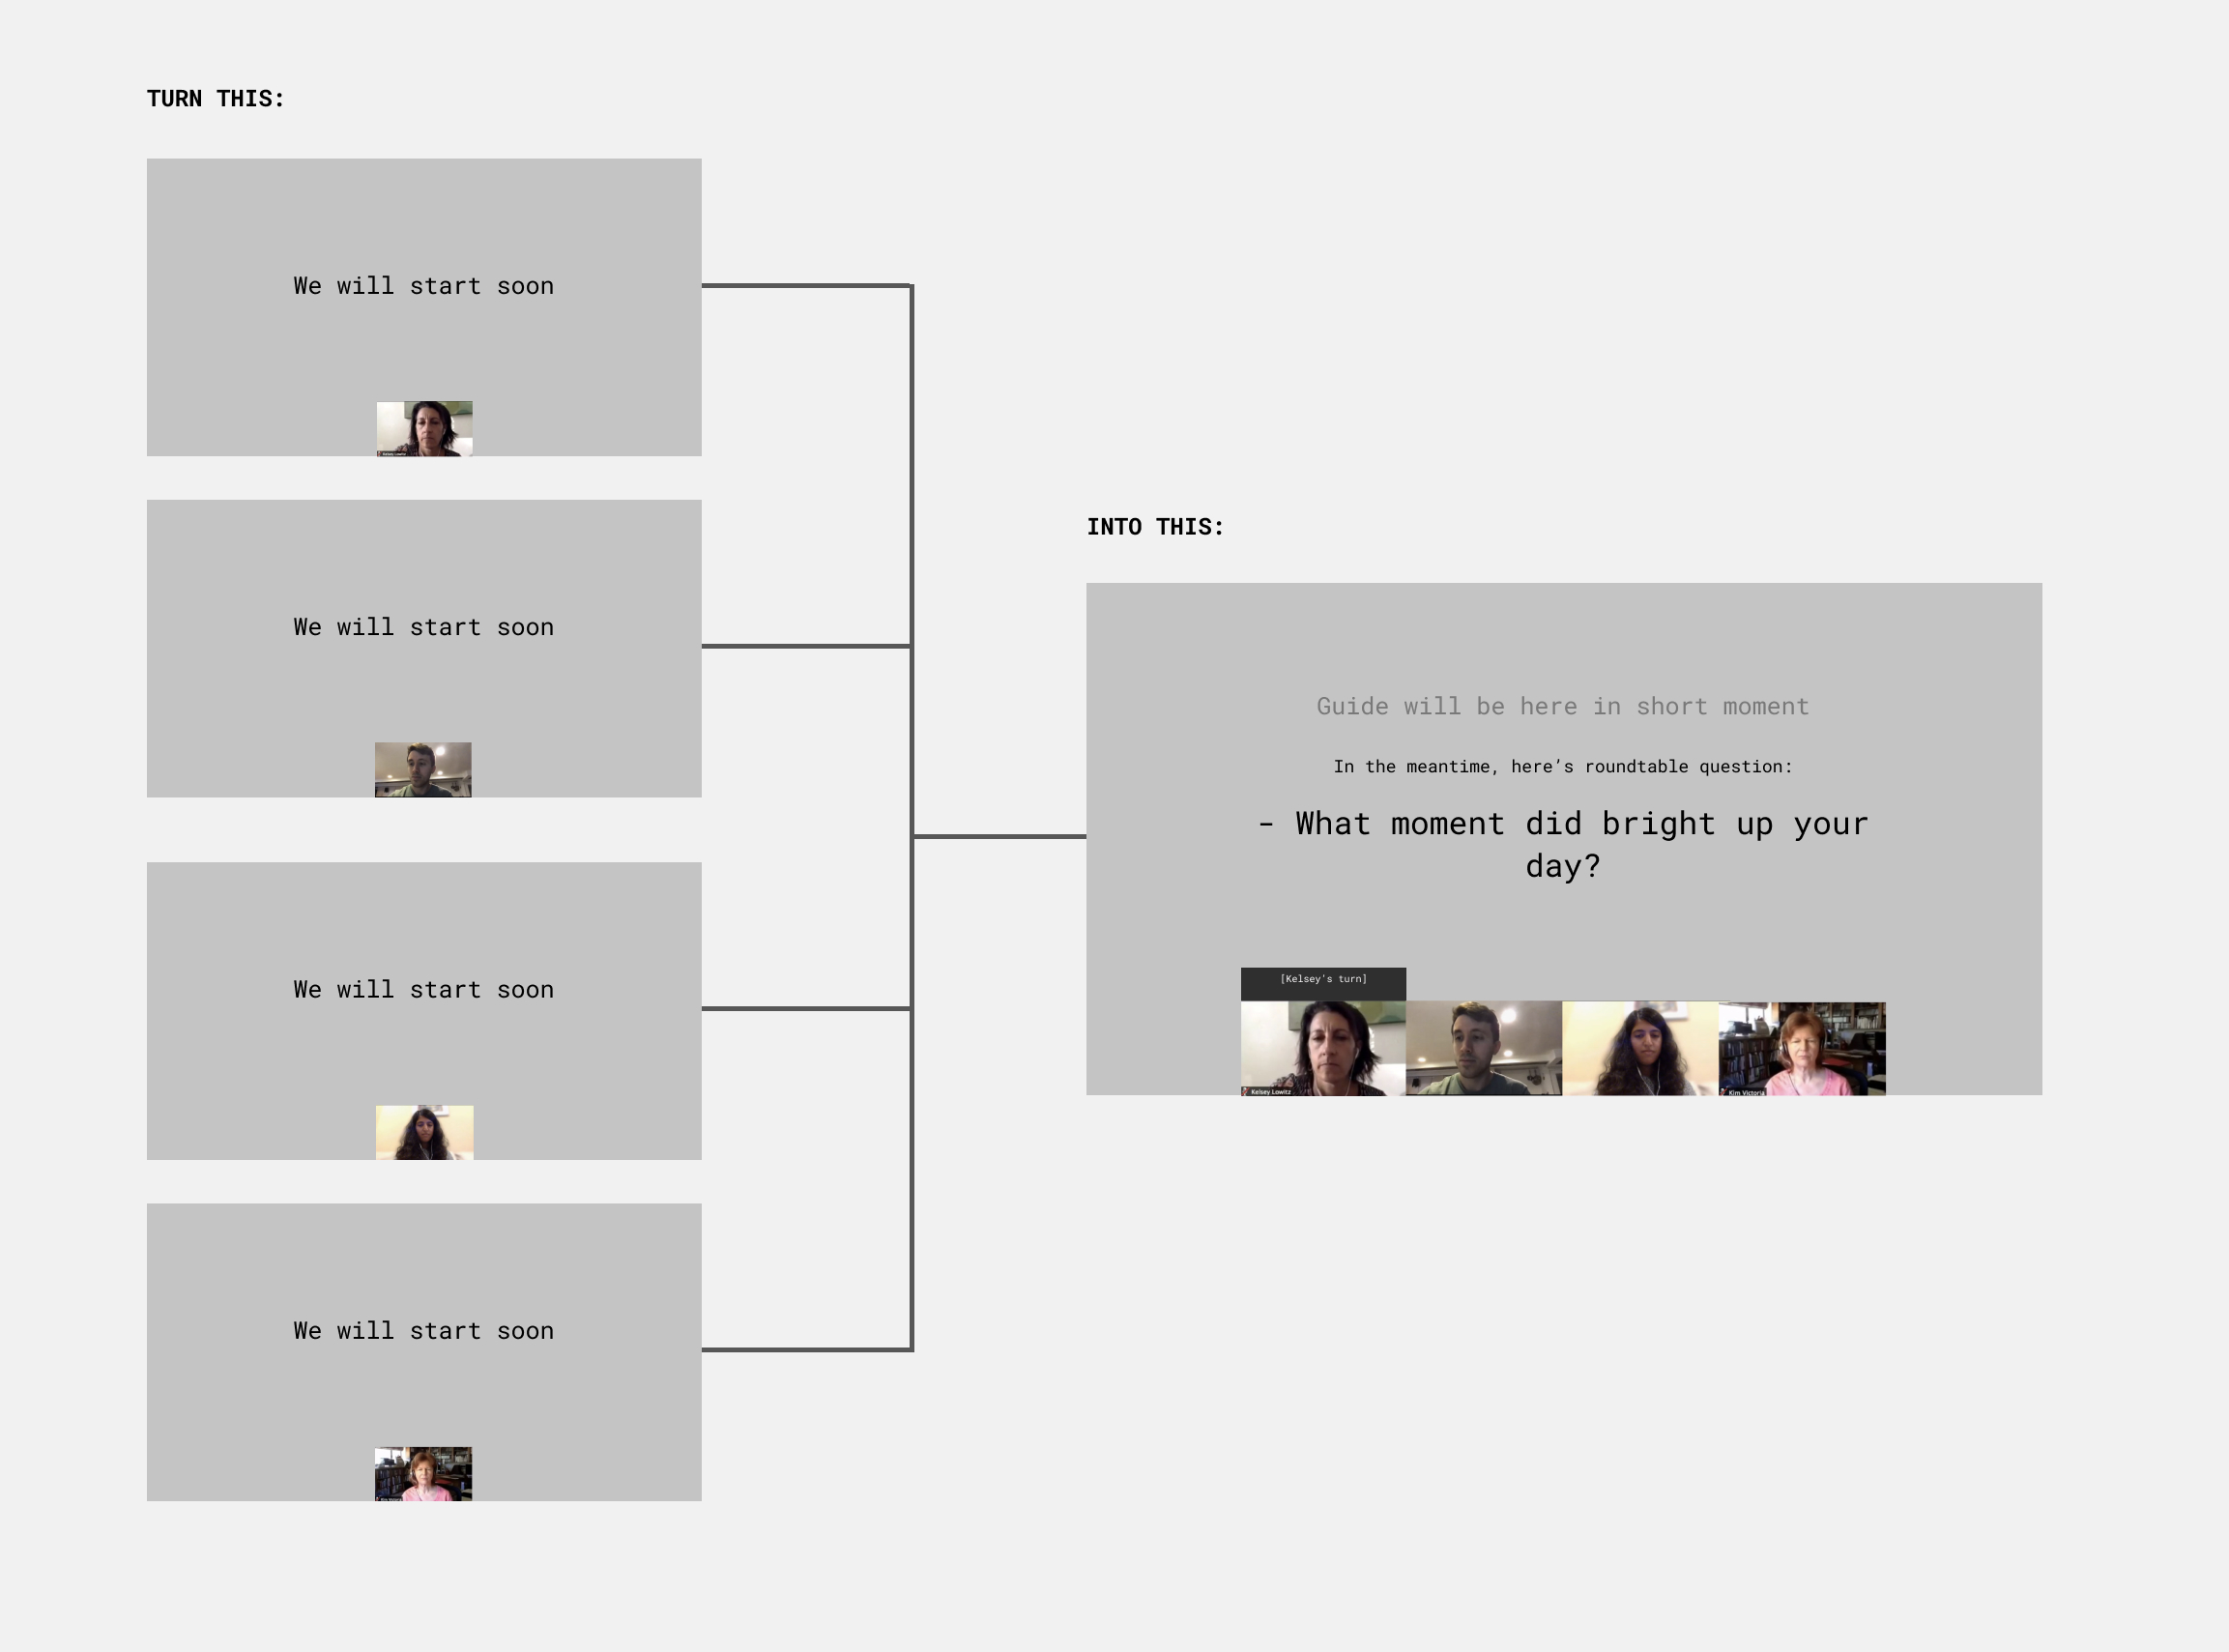 TURN THIS:
We will start soon
Kelsey Lowitz
We will start soon
We will start soon
We will start soon
INTO THIS:
Guide will be here in short moment
In the meantime, here’s roundtable question:
- What moment did bright up your
day?
[Kelsey's turn]
Kelsey Lowitz
Kim Victoria